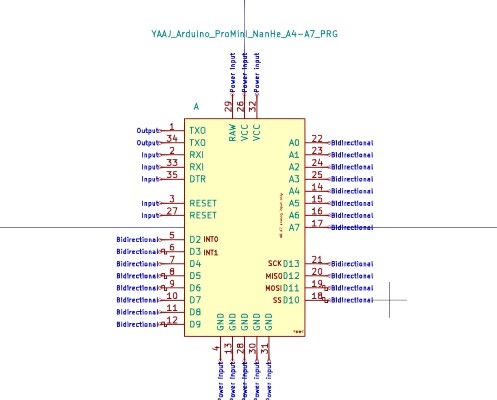 YAAJ_Arduino_ProMini_NanHe_A4-A7_PRG
Power Input Power Input Power Input
29 26 32
A
RAW VCC VCC
Output 1 TXO
Output 34 TXO
Input 2 RXI
Input 33 RXI
Input 35 DTR
Input 3 RESET
Input 27 RESET
Bidirectional 5 D2 INT0
Bidirectional 6 D3 INT1
Bidirectional 7 D4
Bidirectional 8 D5
Bidirectional 9 D6
Bidirectional 10 D7
Bidirectional 11 D8
Bidirectional 12 D9
A0 22 Bidirectional
A1 23 Bidirectional
A2 24 Bidirectional
A3 25 Bidirectional
A4 14 Bidirectional
A5 15 Bidirectional
A6 16 Bidirectional
A7 17 Bidirectional
SCK D13 21 Bidirectional
MISO D12 20 Bidirectional
MOSI D11 19 Bidirectional
SS D10 18 Bidirectional
GND GND GND GND GND
4 13 28 30 31
Power Input Power Input Power Input Power Input Power Input